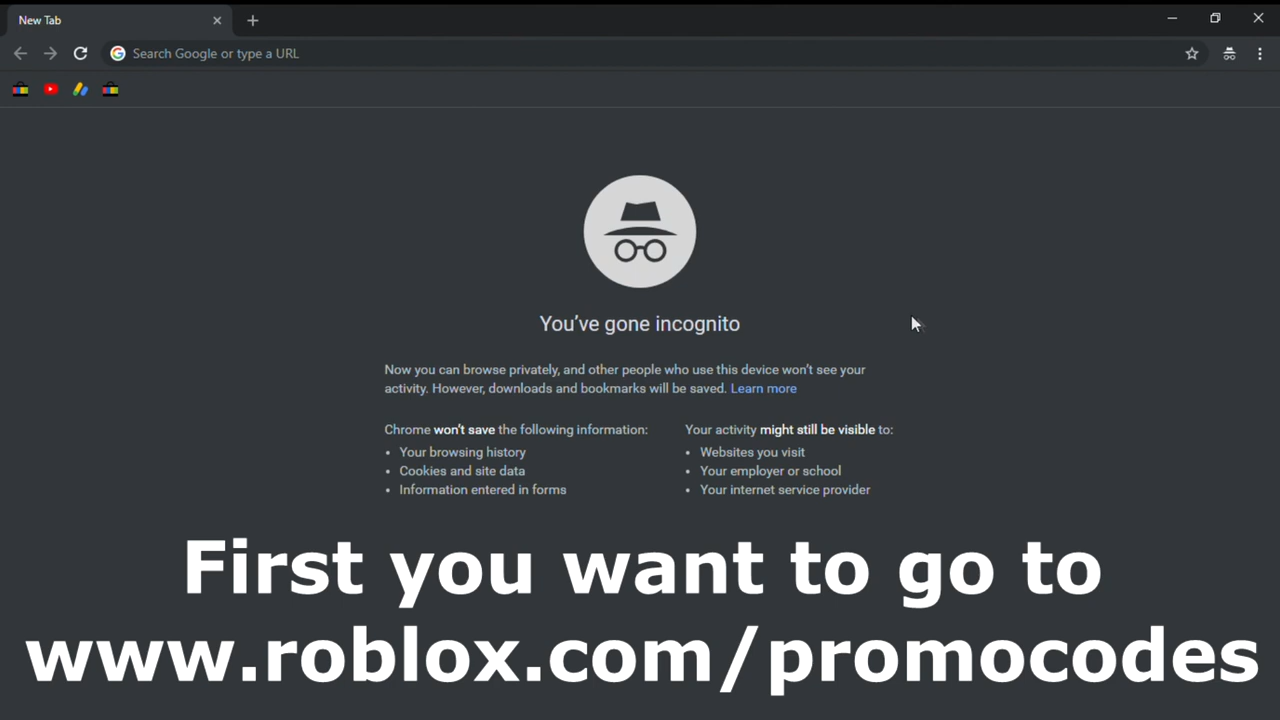 New Tab
Search Google or type a URL
You've gone incognito
Now you can browse privately, and other people who use this device won't see your
activity. However, downloads and bookmarks will be saved. Learn more
Chrome won't save the following information:
• Your browsing history
• Cookies and site data
• Information entered in forms
Your activity might still be visible to:
• Websites you visit
• Your employer or school
• Your internet service provider
First you want to go to
www.roblox.com/promocodes